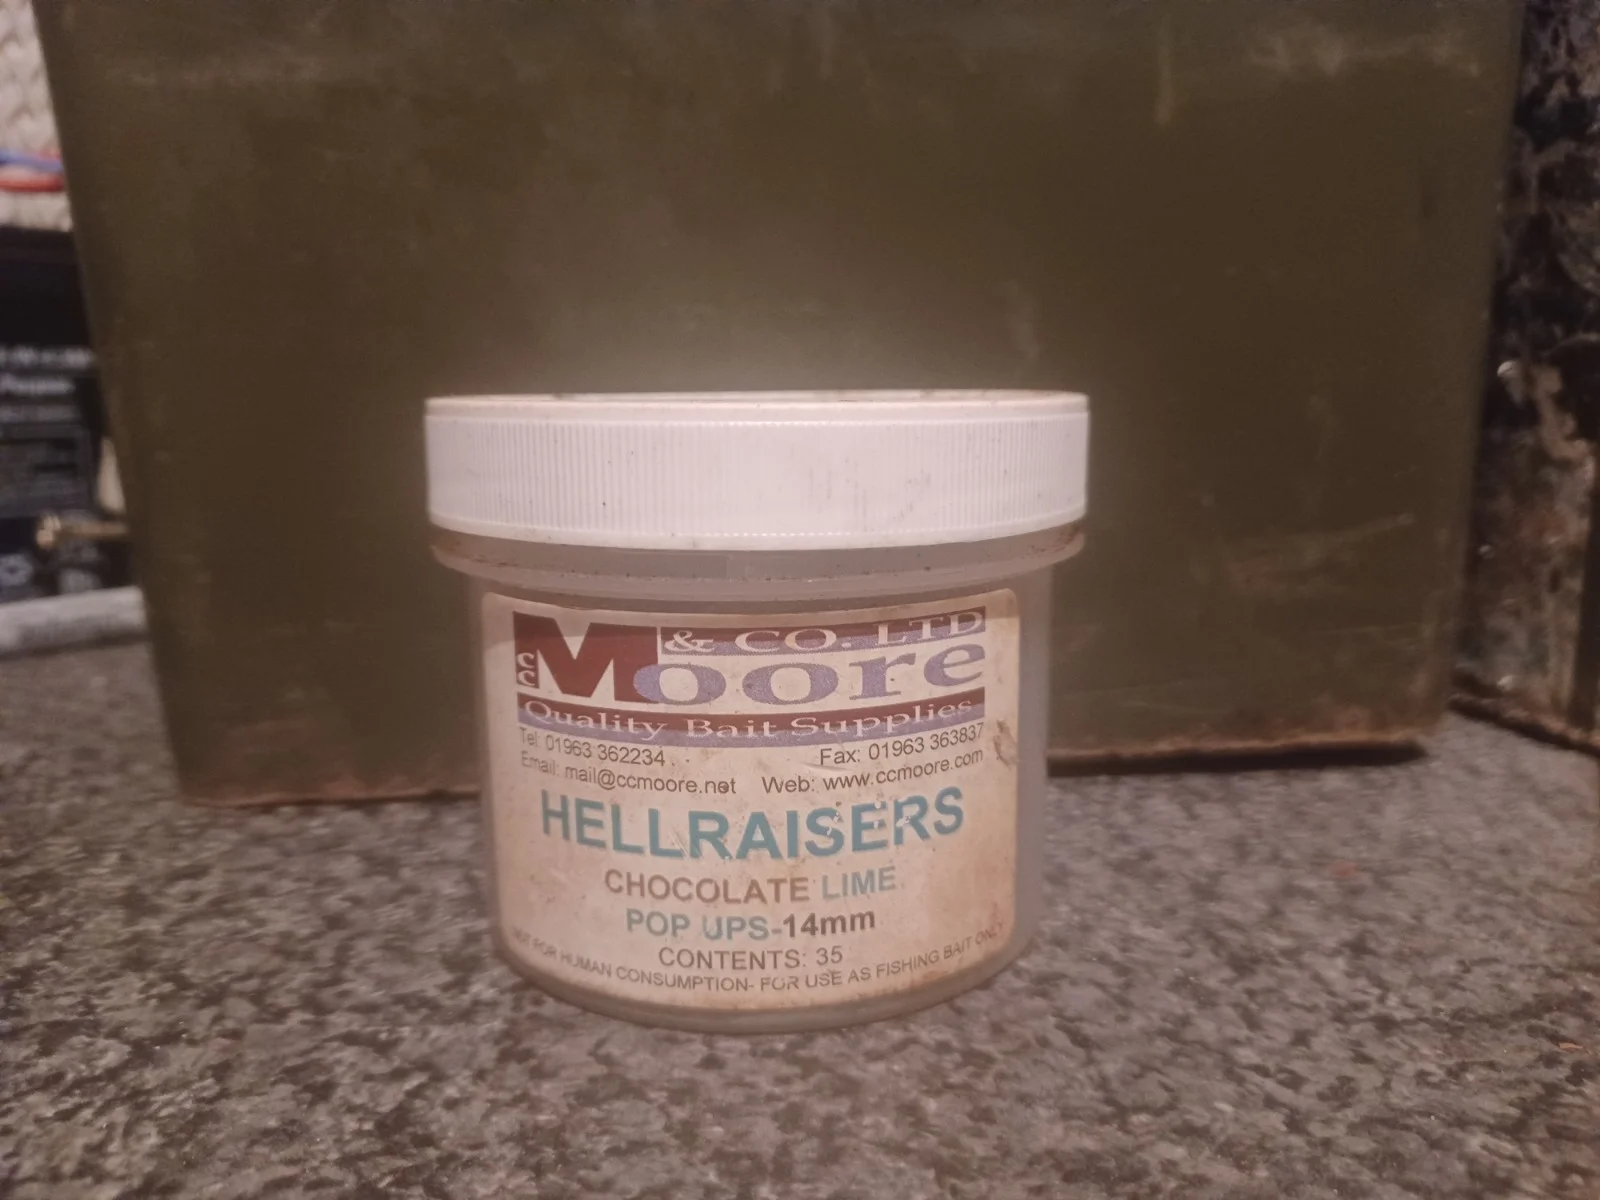 & CO. LTD
CC Moore
Quality Bait Supplies
Tel: 01963 362234 Fax: 01963 363837
Email: mail@ccmoore.net Web: www.ccmoore.com
HELLRAISERS
CHOCOLATE LIME
POP UPS-14mm
CONTENTS: 35
NOT FOR HUMAN CONSUMPTION- FOR USE AS FISHING BAIT ONLY